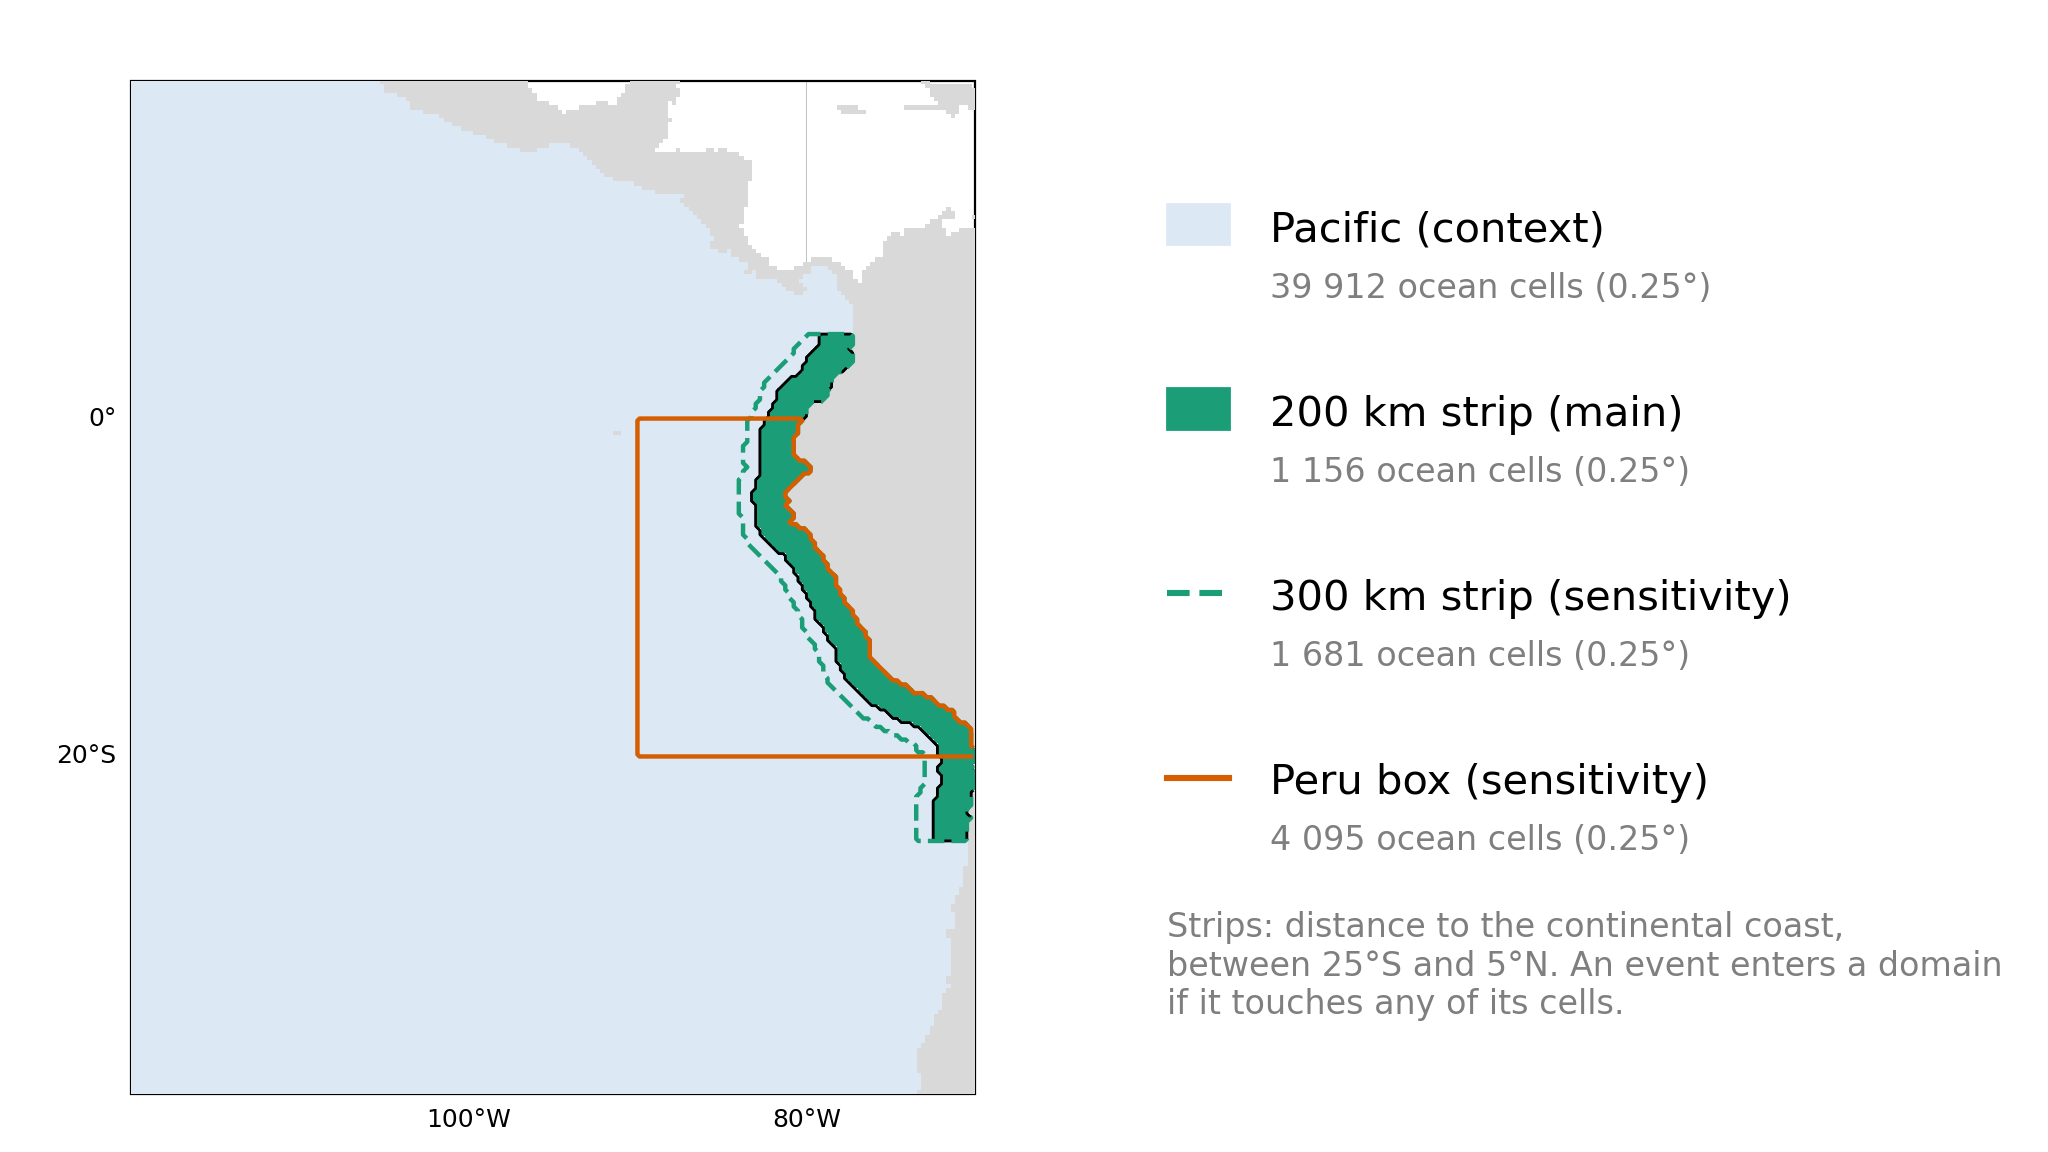 0°
20°S
100°W
80°W
Pacific (context)
39 912 ocean cells (0.25°)
200 km strip (main)
1 156 ocean cells (0.25°)
300 km strip (sensitivity)
1 681 ocean cells (0.25°)
Peru box (sensitivity)
4 095 ocean cells (0.25°)
Strips: distance to the continental coast,
between 25°S and 5°N. An event enters a domain
if it touches any of its cells.